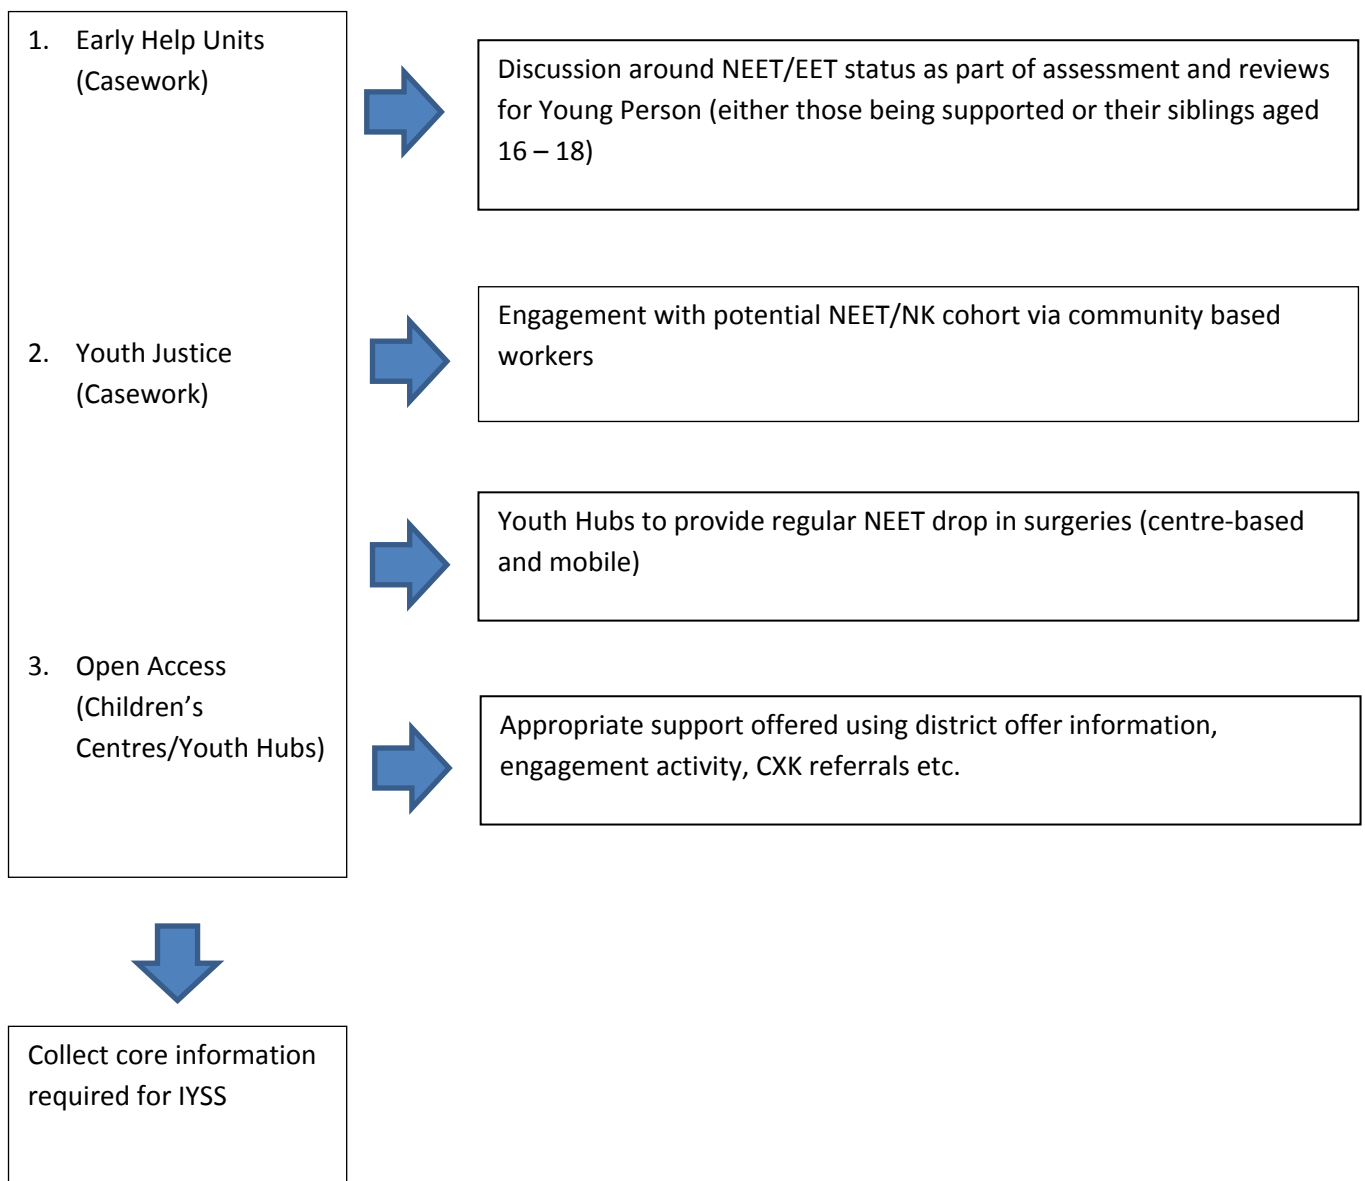 1. Early Help Units
(Casework)
Discussion around NEET/EET status as part of assessment and reviews
for Young Person (either those being supported or their siblings aged
16 – 18)
Engagement with potential NEET/NK cohort via community based
workers
2. Youth Justice
(Casework)
Youth Hubs to provide regular NEET drop in surgeries (centre-based
and mobile)
3. Open Access
(Children’s
Centres/Youth Hubs)
Appropriate support offered using district offer information,
engagement activity, CXK referrals etc.
Collect core information
required for IYSS